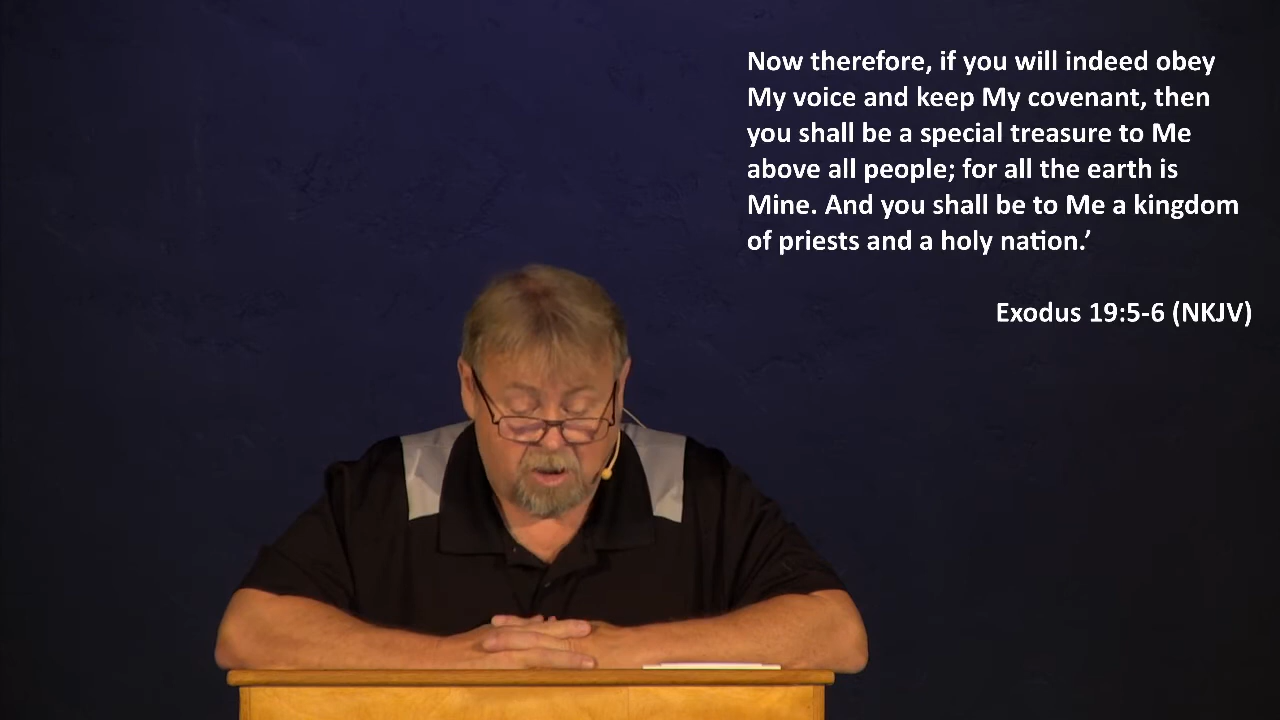 Now therefore, if you will indeed obey
My voice and keep My covenant, then
you shall be a special treasure to Me
above all people; for all the earth is
Mine. And you shall be to Me a kingdom
of priests and a holy nation.’
Exodus 19:5-6 (NKJV)